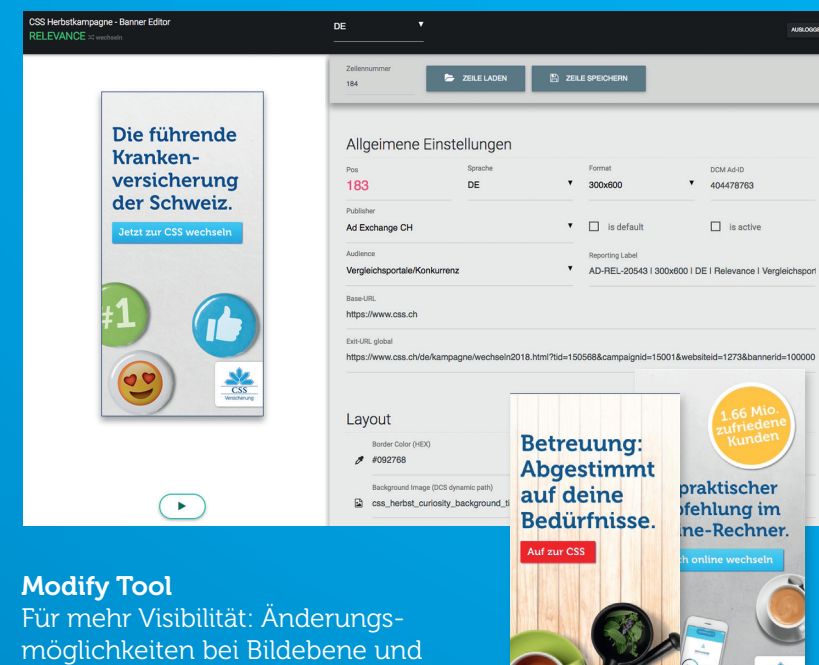 CSS Herbstkampagne - Banner Editor
RELEVANCE wechseln
DE
AUSLOGGE
Zeilennummer
184
ZEILE LADEN
ZEILE SPEICHERN
Die führende
Kranken-
versicherung
der Schweiz.
Jetzt zur CSS wechseln
#1
CSS
Versicherung
Allgeimene Einstellungen
Pos
Sprache
Format
DCM Ad-ID
183
DE
300x600
404478763
Publisher
Ad Exchange CH
is default
is active
Audience
Reporting Label
Vergleichsportale/Konkurrenz
AD-REL-20543 | 300x600 | DE | Relevance | Vergleichsport
Base-URL
https://www.css.ch
Exit-URL global
https://www.css.ch/de/kampagne/wechseln2018.html?tid=150568&campaignid=15001&websiteid=1273&bannerid=100000
Layout
Border Color (HEX)
#092768
Background Image (DCS dynamic path)
css_herbst_curiosity_background_ti
Betreuung:
Abgestimmt
auf deine
Bedürfnisse.
Auf zur CSS
1.66 Mio.
zufriedene
Kunden
praktischer
pfehlung im
ne-Rechner.
h online wechseln
Modify Tool
Für mehr Visibilität: Änderungs-
möglichkeiten bei Bildebene und